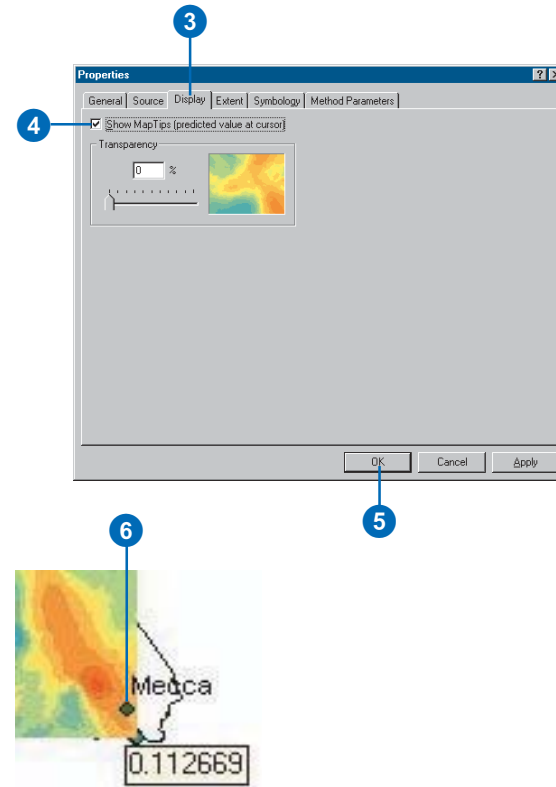 3
Properties
General Source Display Extent Symbology Method Parameters
4
Show MapTips (predicted value at cursor)
Transparency
0 %
OK Cancel Apply
5
6
Mecca
0.112669